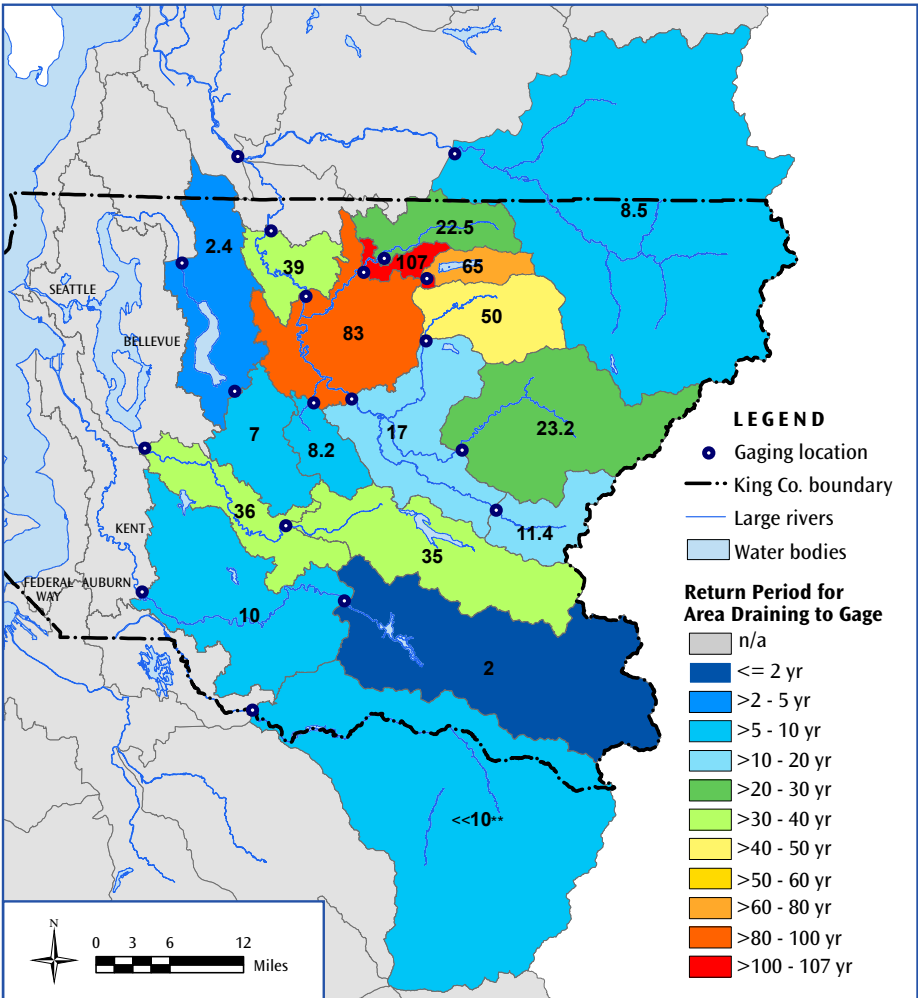 8.5
22.5
2.4
107
65
39
SEATTLE
50
83
BELLEVUE
LEGEND
7
8.2
17
23.2
Gaging location
King Co. boundary
36
Large rivers
KENT
11.4
35
Water bodies
FEDERAL AUBURN
WAY
Return Period for
Area Draining to Gage
10
n/a
<= 2 yr
2
>2 - 5 yr
>5 - 10 yr
>10 - 20 yr
>20 - 30 yr
<<10**
>30 - 40 yr
>40 - 50 yr
>50 - 60 yr
>60 - 80 yr
>80 - 100 yr
>100 - 107 yr
N
0 3 6 12
Miles